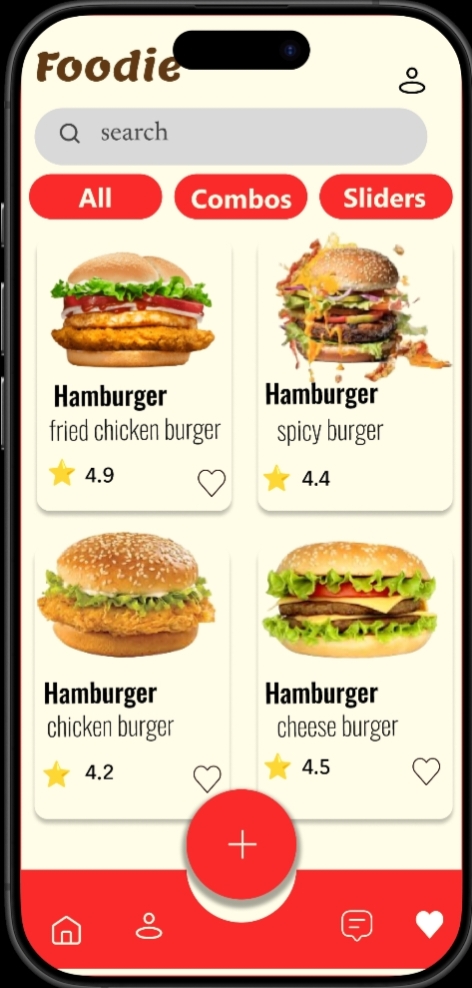 Foodie
search
All Combos Sliders
Hamburger
fried chicken burger
4.9
Hamburger
spicy burger
4.4
Hamburger
chicken burger
4.2
Hamburger
cheese burger
4.5